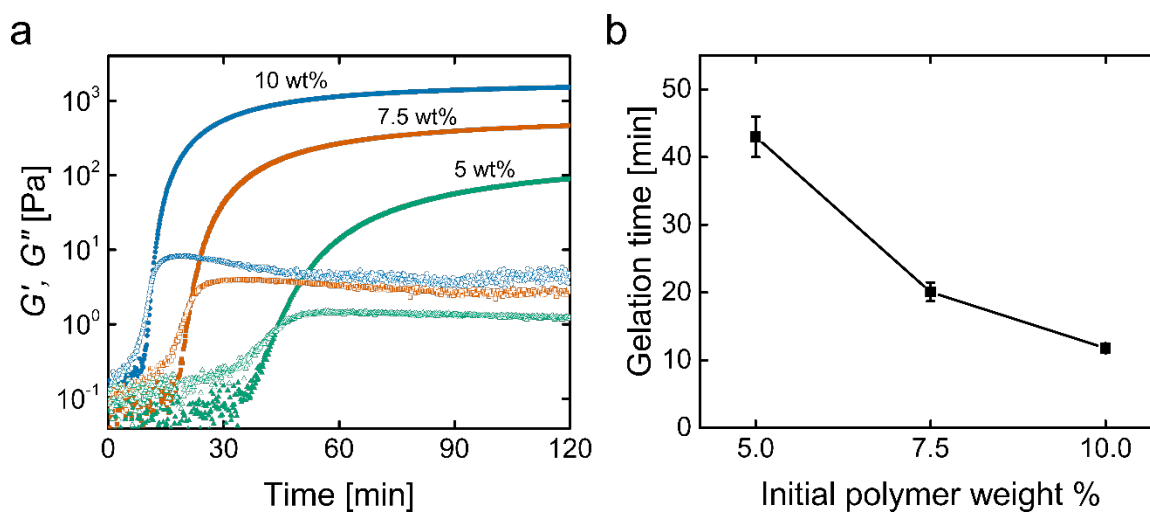 a
G', G'' [Pa]
10³
10²
10¹
10⁰
10⁻¹
10 wt%
7.5 wt%
5 wt%
0 30 60 90 120
Time [min]
b
Gelation time [min]
50
40
30
20
10
0
5.0 7.5 10.0
Initial polymer weight %